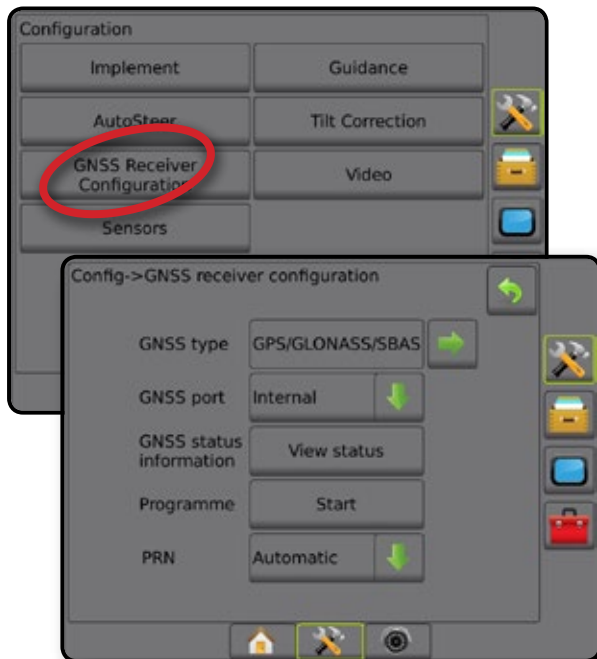 Configuration
Implement
Guidance
AutoSteer
Tilt Correction
GNSS Receiver
Configuration
Video
Sensors
Config->GNSS receiver configuration
GNSS type
GPS/GLONASS/SBAS
GNSS port
Internal
GNSS status
information
View status
Programme
Start
PRN
Automatic